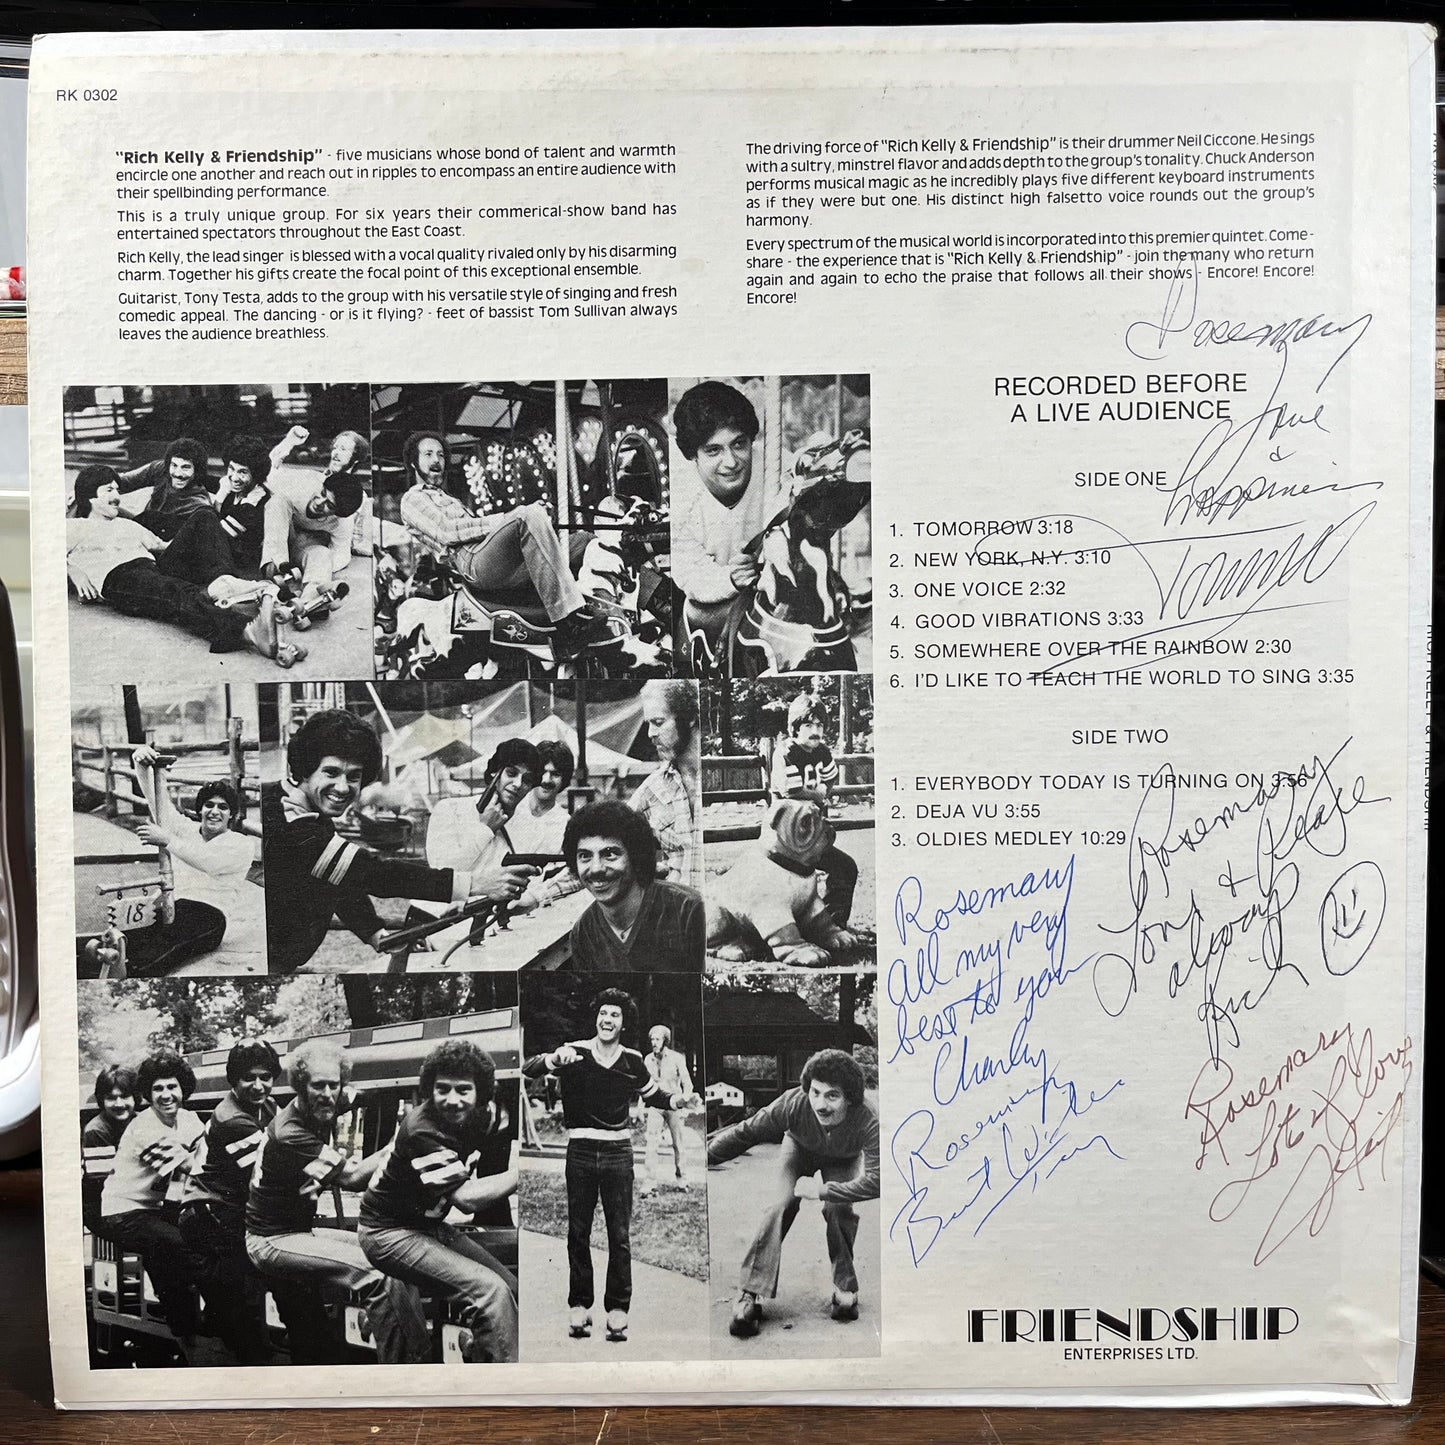 RK 0302
"Rich Kelly & Friendship" - five musicians whose bond of talent and warmth
encircle one another and reach out in ripples to encompass an entire audience with
their spellbinding performance.
This is a truly unique group. For six years their commerical-show band has
entertained spectators throughout the East Coast.
Rich Kelly, the lead singer is blessed with a vocal quality rivaled only by his disarming
charm. Together his gifts create the focal point of this exceptional ensemble.
Guitarist, Tony Testa, adds to the group with his versatile style of singing and fresh
comedic appeal. The dancing - or is it flying? - feet of bassist Tom Sullivan always
leaves the audience breathless.
The driving force of "Rich Kelly & Friendship" is their drummer Neil Ciccone. He sings
with a sultry, minstrel flavor and adds depth to the group's tonality. Chuck Anderson
performs musical magic as he incredibly plays five different keyboard instruments
as if they were but one. His distinct high falsetto voice rounds out the group's
harmony.
Every spectrum of the musical world is incorporated into this premier quintet. Come -
share - the experience that is "Rich Kelly & Friendship" - join the many who return
again and again to echo the praise that follows all their shows - Encore! Encore!
Encore!
Rosemary
RECORDED BEFORE
A LIVE AUDIENCE
Love
&
Happiness
SIDE ONE
1. TOMORROW 3:18
2. NEW YORK, N.Y. 3:10
3. ONE VOICE 2:32
4. GOOD VIBRATIONS 3:33
5. SOMEWHERE OVER THE RAINBOW 2:30
6. I'D LIKE TO TEACH THE WORLD TO SING 3:35
SIDE TWO
1. EVERYBODY TODAY IS TURNING ON 3:56
2. DEJA VU 3:55
3. OLDIES MEDLEY 10:29
Rosemary
Love & Peace
always
Rich
Rosemary
All my very
best to you
Charley
Rosemary
Rosemary
Lots of Love
18
FRIENDSHIP
ENTERPRISES LTD.